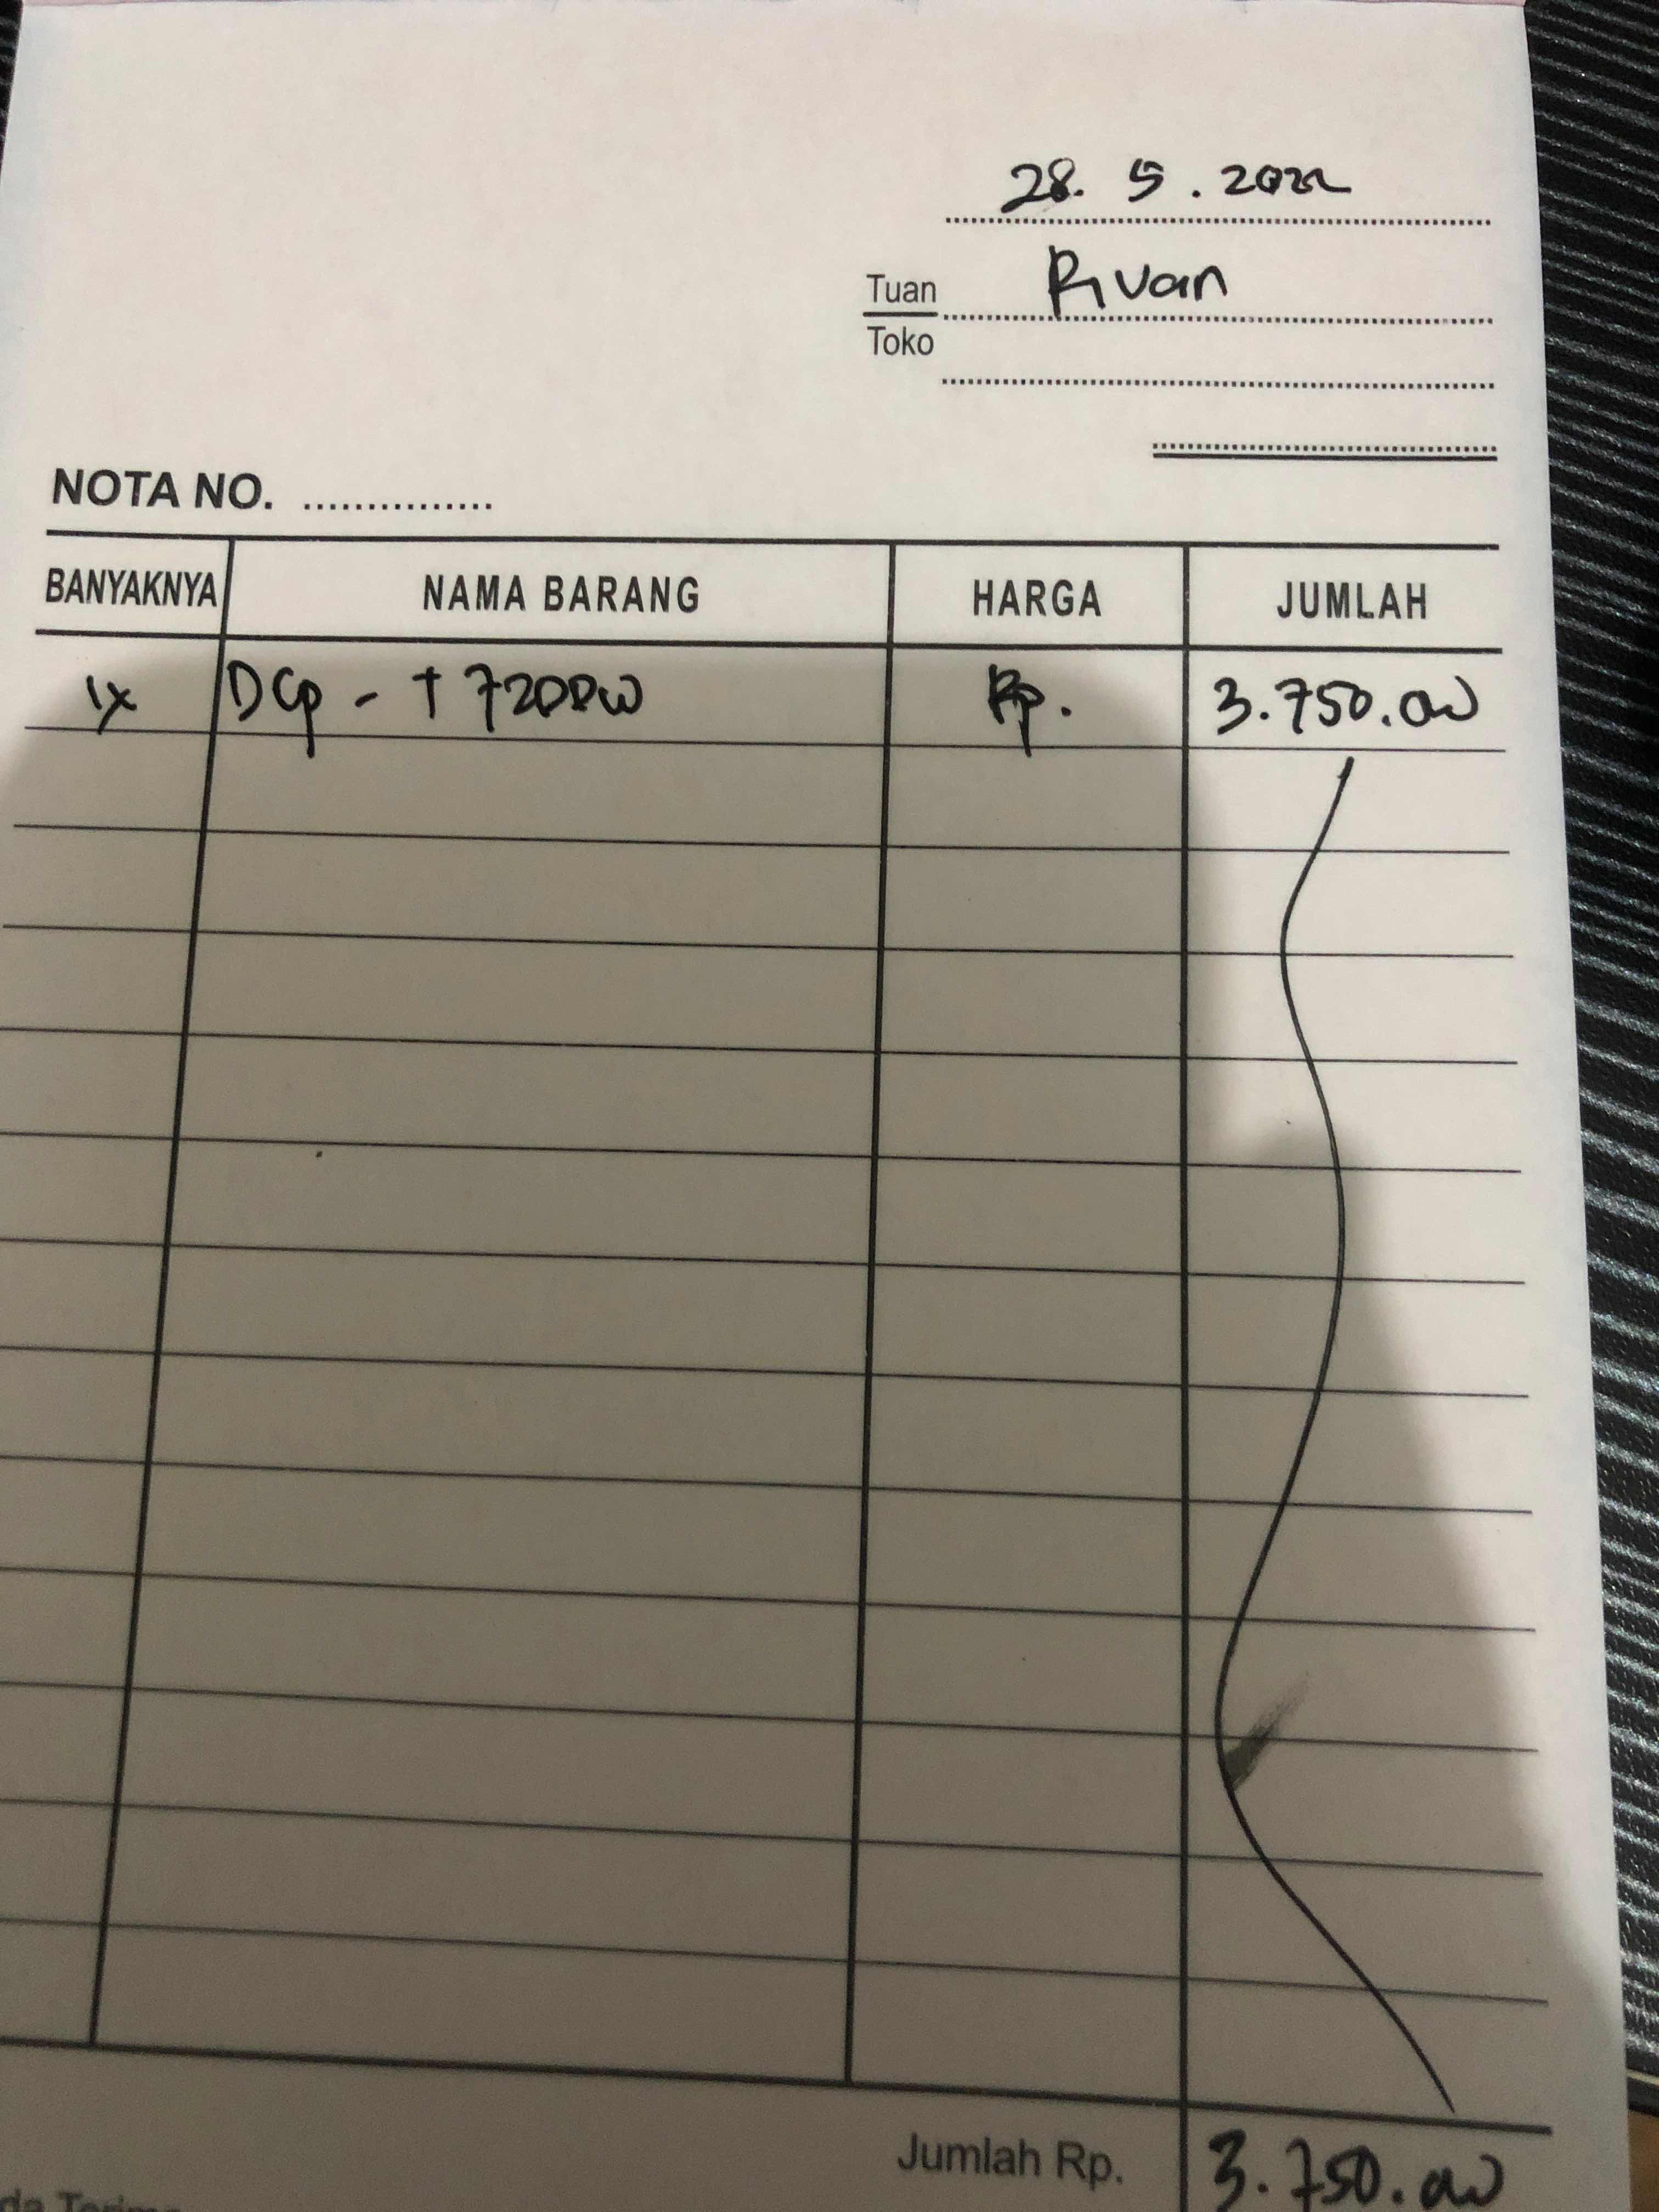 28. 5. 2022
Tuan Rivan
Toko
NOTA NO. ...............
BANYAKNYA NAMA BARANG HARGA JUMLAH
1x DCp - T720DW Rp. 3.750.000
Jumlah Rp. 3.750.000